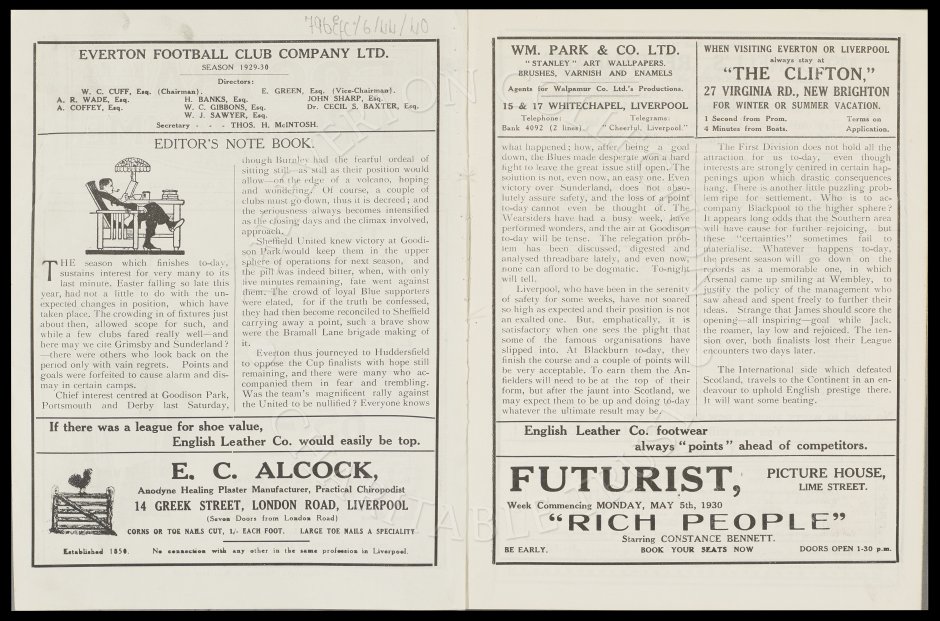 796EFC/6/44/40
EVERTON FOOTBALL CLUB COMPANY LTD.
SEASON 1929-30
Directors:
W. C. CUFF, Esq. (Chairman). E. GREEN, Esq. (Vice-Chairman).
A. R. WADE, Esq. H. BANKS, Esq. JOHN SHARP, Esq.
A. COFFEY, Esq. W. C. GIBBONS, Esq. Dr. CECIL S. BAXTER, Esq.
W. J. SAWYER, Esq.
Secretary - - - THOS. H. McINTOSH.
EDITOR'S NOTE BOOK.
THE season which finishes to-day,
sustains interest for very many to its
last minute. Easter falling so late this
year, had not a little to do with the un-
expected changes in position, which have
taken place. The crowding in of fixtures just
about then, allowed scope for such, and
while a few clubs fared really well—and
here may we cite Grimsby and Sunderland?
—there were others who look back on the
period only with vain regrets. Points and
goals were forfeited to cause alarm and dis-
may in certain camps.
Chief interest centred at Goodison Park,
Portsmouth and Derby last Saturday,
though Burnley had the fearful ordeal of
sitting still—as still as their position would
allow—on the edge of a volcano, hoping
and wondering. Of course, a couple of
clubs must go down, thus it is decreed; and
the seriousness always becomes intensified
as the closing days and the climax involved,
approach.
Sheffield United knew victory at Goodi-
son Park would keep them in the upper
sphere of operations for next season, and
the pill was indeed bitter, when, with only
five minutes remaining, fate went against
them. The crowd of loyal Blue supporters
were elated, for if the truth be confessed,
they had then become reconciled to Sheffield
carrying away a point, such a brave show
were the Bramall Lane brigade making of
it.
Everton thus journeyed to Huddersfield
to oppose the Cup finalists with hope still
remaining, and there were many who ac-
companied them in fear and trembling.
Was the team's magnificent rally against
the United to be nullified? Everyone knows
If there was a league for shoe value,
English Leather Co. would easily be top.
E. C. ALCOCK,
Anodyne Healing Plaster Manufacturer, Practical Chiropodist
14 GREEK STREET, LONDON ROAD, LIVERPOOL
(Seven Doors from London Road)
CORNS OR TOE NAILS CUT, 1/- EACH FOOT. LARGE TOE NAILS A SPECIALITY
Established 1850. No connection with any other in the same profession in Liverpool.
WM. PARK & CO. LTD.
"STANLEY" ART WALLPAPERS.
BRUSHES, VARNISH AND ENAMELS
Agents for Walpamur Co. Ltd.'s Productions.
15 & 17 WHITECHAPEL, LIVERPOOL
Telephone: Telegrams:
Bank 4092 (2 lines). "Cheerful, Liverpool."
WHEN VISITING EVERTON OR LIVERPOOL
always stay at
"THE CLIFTON,"
27 VIRGINIA RD., NEW BRIGHTON
FOR WINTER OR SUMMER VACATION.
1 Second from Prom. Terms on
4 Minutes from Boats. Application.
what happened; how, after being a goal
down, the Blues made desperate won a hard
fight to leave the great issue still open. The
solution is not, even now, an easy one. Even
victory over Sunderland, does not abso-
lutely assure safety, and the loss of a point
to-day cannot even be thought of. The
Wearsiders have had a busy week, have
performed wonders, and the air at Goodison
to-day will be tense. The relegation prob-
lem has been discussed, digested and
analysed threadbare lately, and even now,
none can afford to be dogmatic. To-night
will tell.
Liverpool, who have been in the serenity
of safety for some weeks, have not soared
so high as expected and their position is not
an exalted one. But, emphatically, it is
satisfactory when one sees the plight that
some of the famous organisations have
slipped into. At Blackburn to-day, they
finish the course and a couple of points will
be very acceptable. To earn them the An-
fielders will need to be at the top of their
form, but after the jaunt into Scotland, we
may expect them to be up and doing to-day
whatever the ultimate result may be.
The First Division does not hold all the
attraction for us to-day, even though
interests are strongly centred in certain hap-
penings upon which drastic consequences
hang. There is another little puzzling prob-
lem ripe for settlement. Who is to ac-
company Blackpool to the higher sphere?
It appears long odds that the Southern area
will have cause for further rejoicing, but
these "certainties" sometimes fail to
materialise. Whatever happens to-day,
the present season will go down on the
records as a memorable one, in which
Arsenal came up smiling at Wembley, to
justify the policy of the management who
saw ahead and spent freely to further their
ideas. Strange that James should score the
opening—all inspiring—goal while Jack,
the roamer, lay low and rejoiced. The ten-
sion over, both finalists lost their League
encounters two days later.
The International side which defeated
Scotland, travels to the Continent in an en-
deavour to uphold English prestige there.
It will want some beating.
English Leather Co. footwear
always "points" ahead of competitors.
FUTURIST, PICTURE HOUSE,
LIME STREET.
Week Commencing MONDAY, MAY 5th, 1930
"RICH PEOPLE"
Starring CONSTANCE BENNETT.
BE EARLY. BOOK YOUR SEATS NOW DOORS OPEN 1-30 p.m.